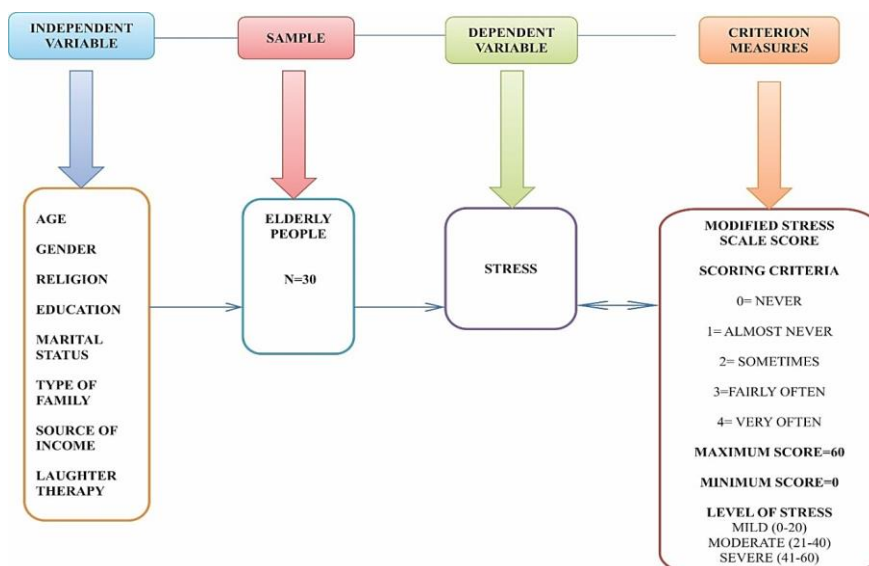 INDEPENDENT
VARIABLE
SAMPLE
DEPENDENT
VARIABLE
CRITERION
MEASURES
AGE
GENDER
RELIGION
EDUCATION
MARITAL
STATUS
TYPE OF
FAMILY
SOURCE OF
INCOME
LAUGHTER
THERAPY
ELDERLY
PEOPLE
N=30
STRESS
MODIFIED STRESS
SCALE SCORE
SCORING CRITERIA
0= NEVER
1= ALMOST NEVER
2= SOMETIMES
3=FAIRLY OFTEN
4= VERY OFTEN
MAXIMUM SCORE=60
MINIMUM SCORE=0
LEVEL OF STRESS
MILD (0-20)
MODERATE (21-40)
SEVERE (41-60)